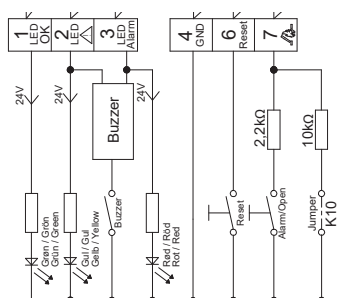 1 LED OK
2 LED
3 LED Alarm
4 GND
6 Reset
7
24V
24V
24V
Buzzer
Buzzer
2,2kΩ
10kΩ
Grøn / Grön
Grün / Green
Gul / Gul
Gelb / Yellow
Rød / Röd
Rot / Red
Reset
Alarm/Open
Jumper
K10